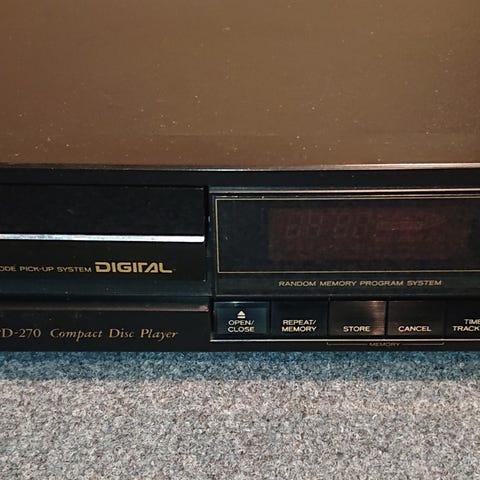 ODE PICK-UP SYSTEM DIGITAL
RANDOM MEMORY PROGRAM SYSTEM
D-270 Compact Disc Player
OPEN/
CLOSE
REPEAT/
MEMORY
STORE
CANCEL
TIME
TRACK
MEMORY